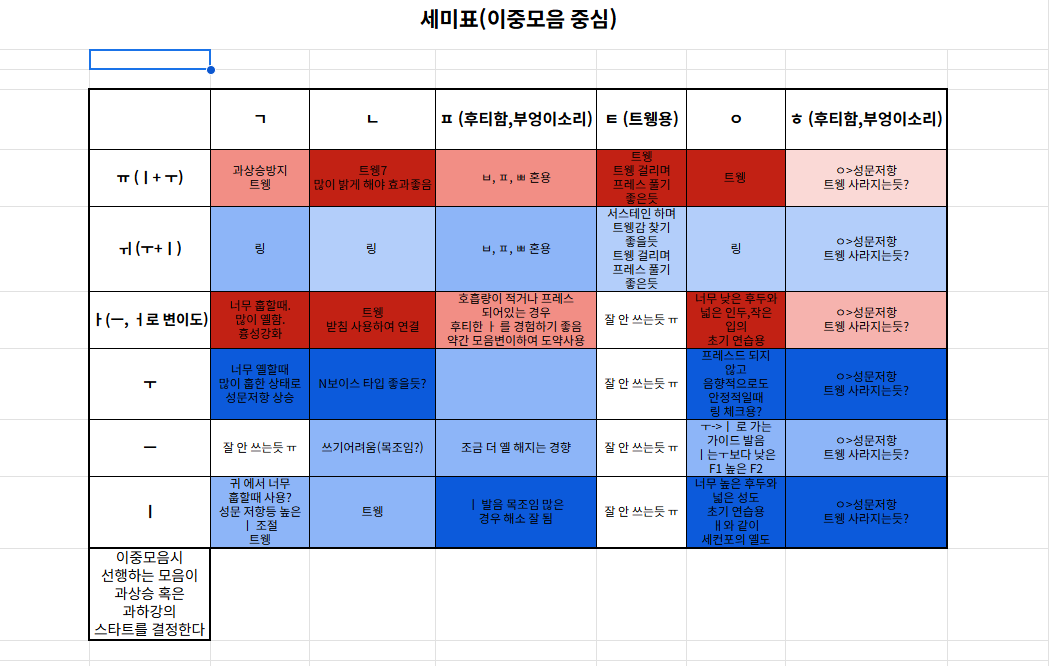 세미표(이중모음 중심)
ㄱ
ㄴ
ㅍ (후티함,부엉이소리)
ㅌ (트웽용)
ㅇ
ㅎ (후티함,부엉이소리)
ㅠ (ㅣ+ ㅜ)
과상승방지
트웽
트웽7
많이 밝게 해야 효과좋음
ㅂ, ㅍ, ㅃ 혼용
트웽
트웽 걸리며
프레스 풀기
좋은듯
트웽
ㅇ>성문저항
트웽 사라지는듯?
ㅟ(ㅜ+ㅣ)
링
링
ㅂ, ㅍ, ㅃ 혼용
서스테인 하며
트웽감 찾기
좋을듯
트웽 걸리며
프레스 풀기
좋은듯
링
ㅇ>성문저항
트웽 사라지는듯?
ㅏ(ㅡ, ㅓ로 변이도)
너무 훕할때.
많이 옐함.
흉성강화
트웽
받침 사용하여 연결
호흡량이 적거나 프레스
되어있는 경우
후티한 ㅏ 를 경험하기 좋음
약간 모음변이하여 도약사용
잘 안 쓰는듯 ㅠ
너무 낮은 후두와
넓은 인두,작은
입의
초기 연습용
ㅇ>성문저항
트웽 사라지는듯?
ㅜ
너무 옐할때
많이 훕한 상태로
성문저항 상승
N보이스 타입 좋을듯?
잘 안 쓰는듯 ㅠ
프레스드 되지
않고
음향적으로도
안정적일때
링 체크용?
ㅇ>성문저항
트웽 사라지는듯?
ㅡ
잘 안 쓰는듯 ㅠ
쓰기어려움(목조임?)
조금 더 옐 해지는 경향
잘 안 쓰는듯 ㅠ
ㅜ->ㅣ 로 가는
가이드 발음
ㅣ는ㅜ보다 낮은
F1 높은 F2
ㅇ>성문저항
트웽 사라지는듯?
ㅣ
귀 에서 너무
훕할때 사용?
성문 저항등 높은
ㅣ 조절
트웽
트웽
ㅣ 발음 목조임 많은
경우 해소 잘 됨
잘 안 쓰는듯 ㅠ
너무 높은 후두와
넓은 성도
초기 연습용
ㅐ와 같이
세컨포의 옐도
ㅇ>성문저항
트웽 사라지는듯?
이중모음시
선행하는 모음이
과상승 혹은
과하강의
스타트를 결정한다